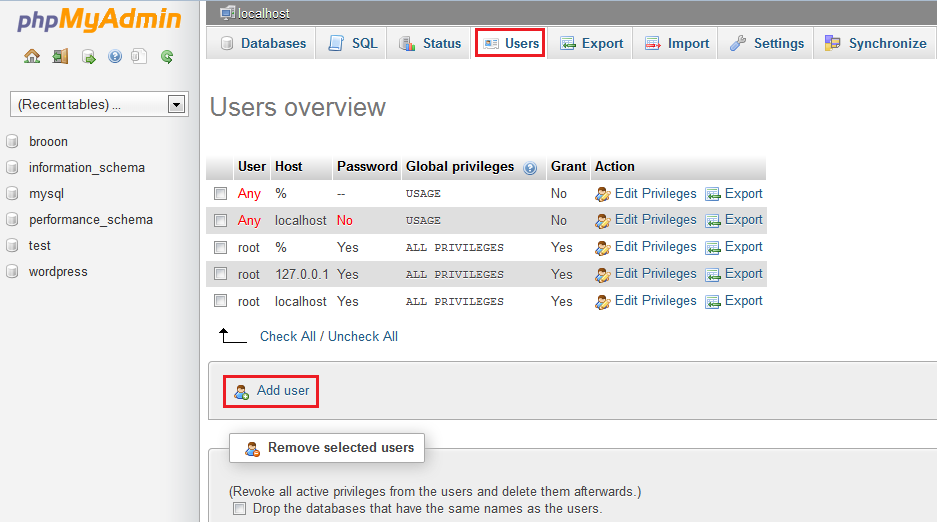 phpMyAdmin
localhost
Databases SQL Status Users Export Import Settings Synchronize
(Recent tables) ...
brooon
information_schema
mysql
performance_schema
test
wordpress
Users overview
User Host Password Global privileges Grant Action
Any % -- USAGE No Edit Privileges Export
Any localhost No USAGE No Edit Privileges Export
root % Yes ALL PRIVILEGES Yes Edit Privileges Export
root 127.0.0.1 Yes ALL PRIVILEGES Yes Edit Privileges Export
root localhost Yes ALL PRIVILEGES Yes Edit Privileges Export
Check All / Uncheck All
Add user
Remove selected users
(Revoke all active privileges from the users and delete them afterwards.)
Drop the databases that have the same names as the users.